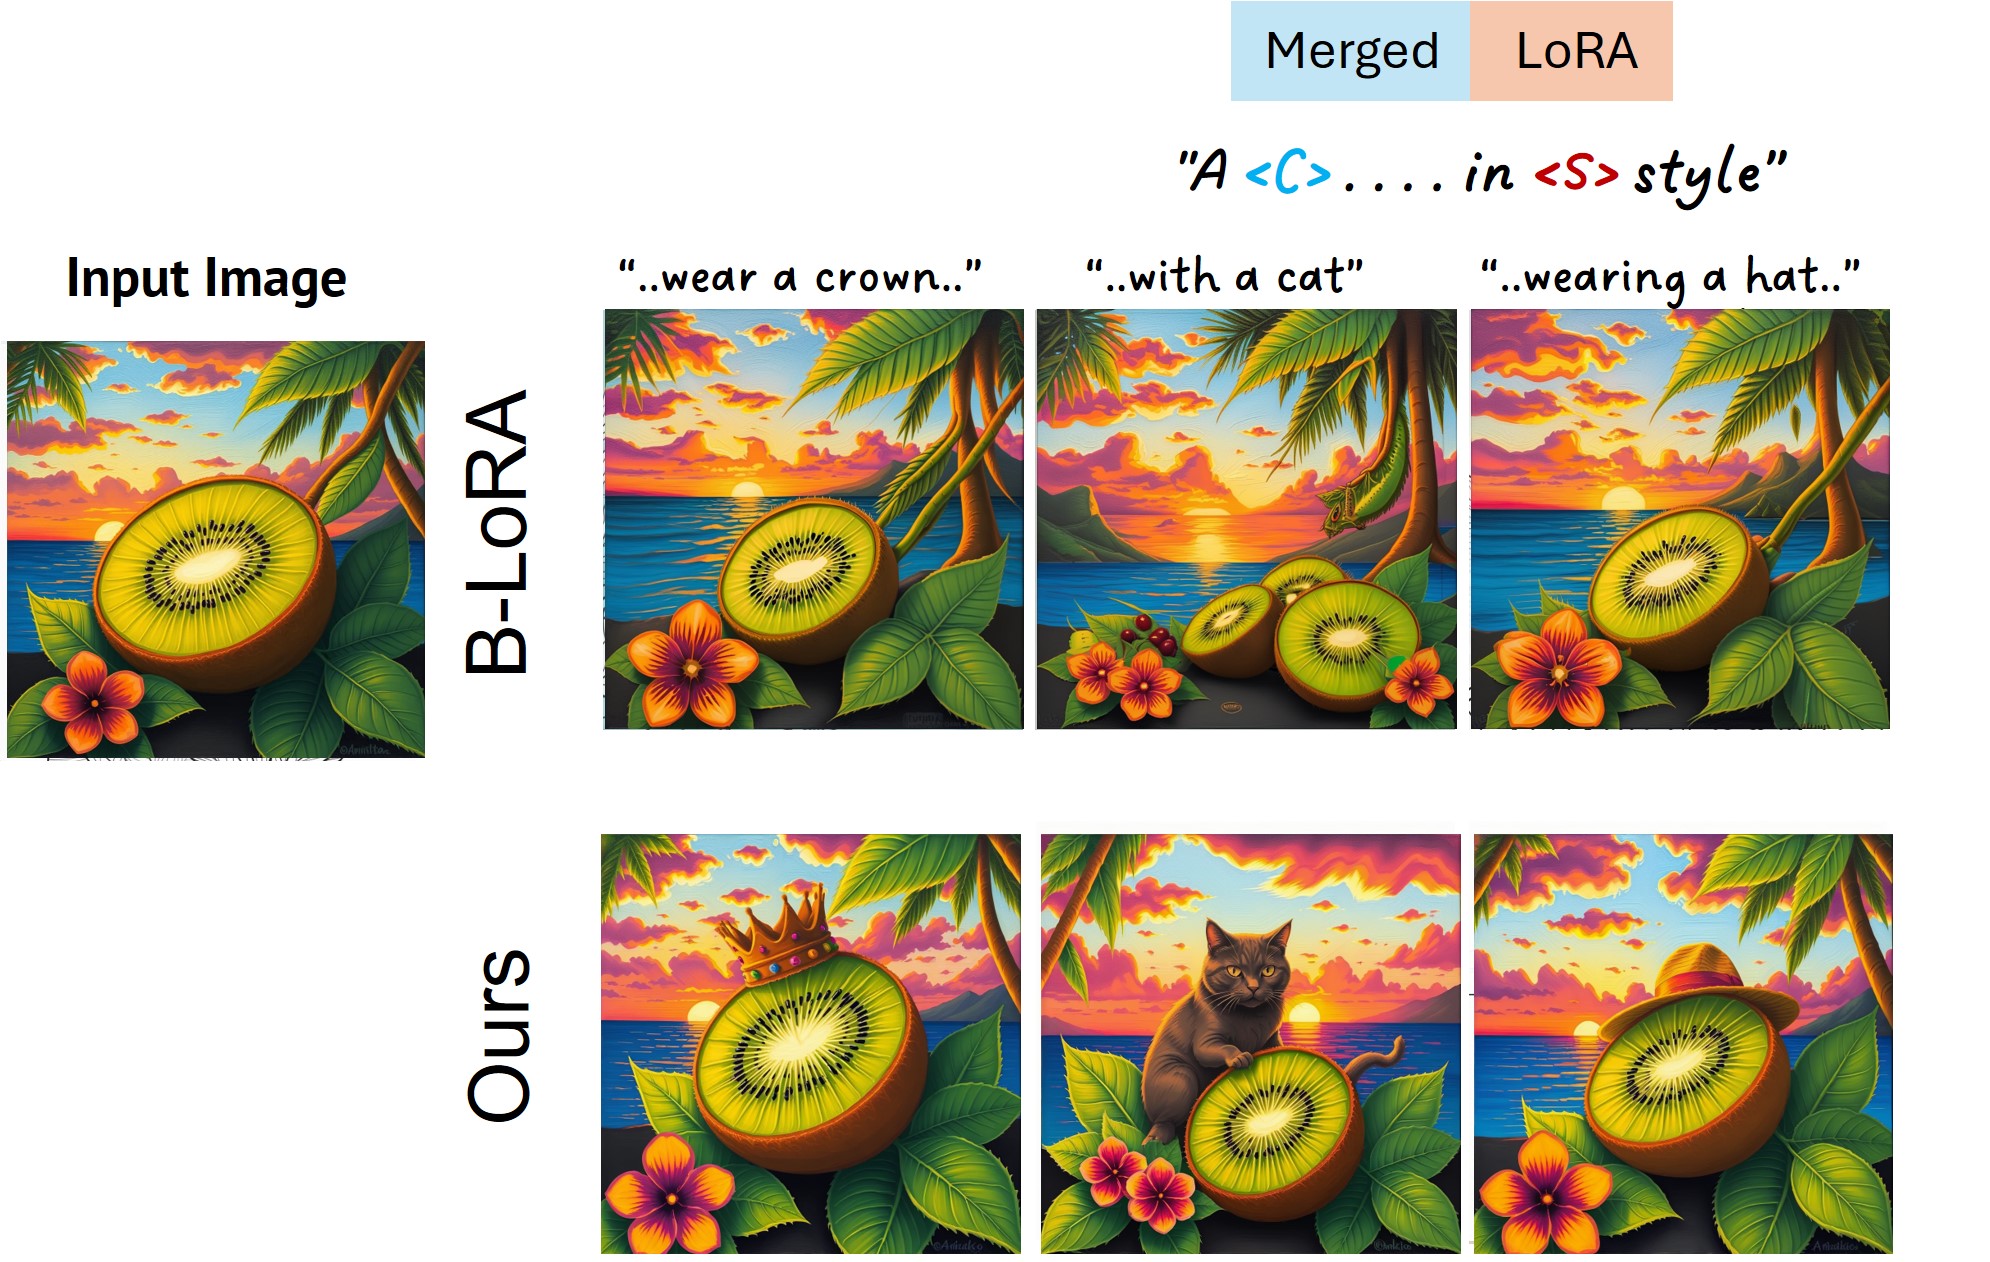 Merged LoRA
"A <C>.... in <S> style"
Input Image
“..wear a crown..”
“..with a cat”
“..wearing a hat..”
B-LoRA
Ours